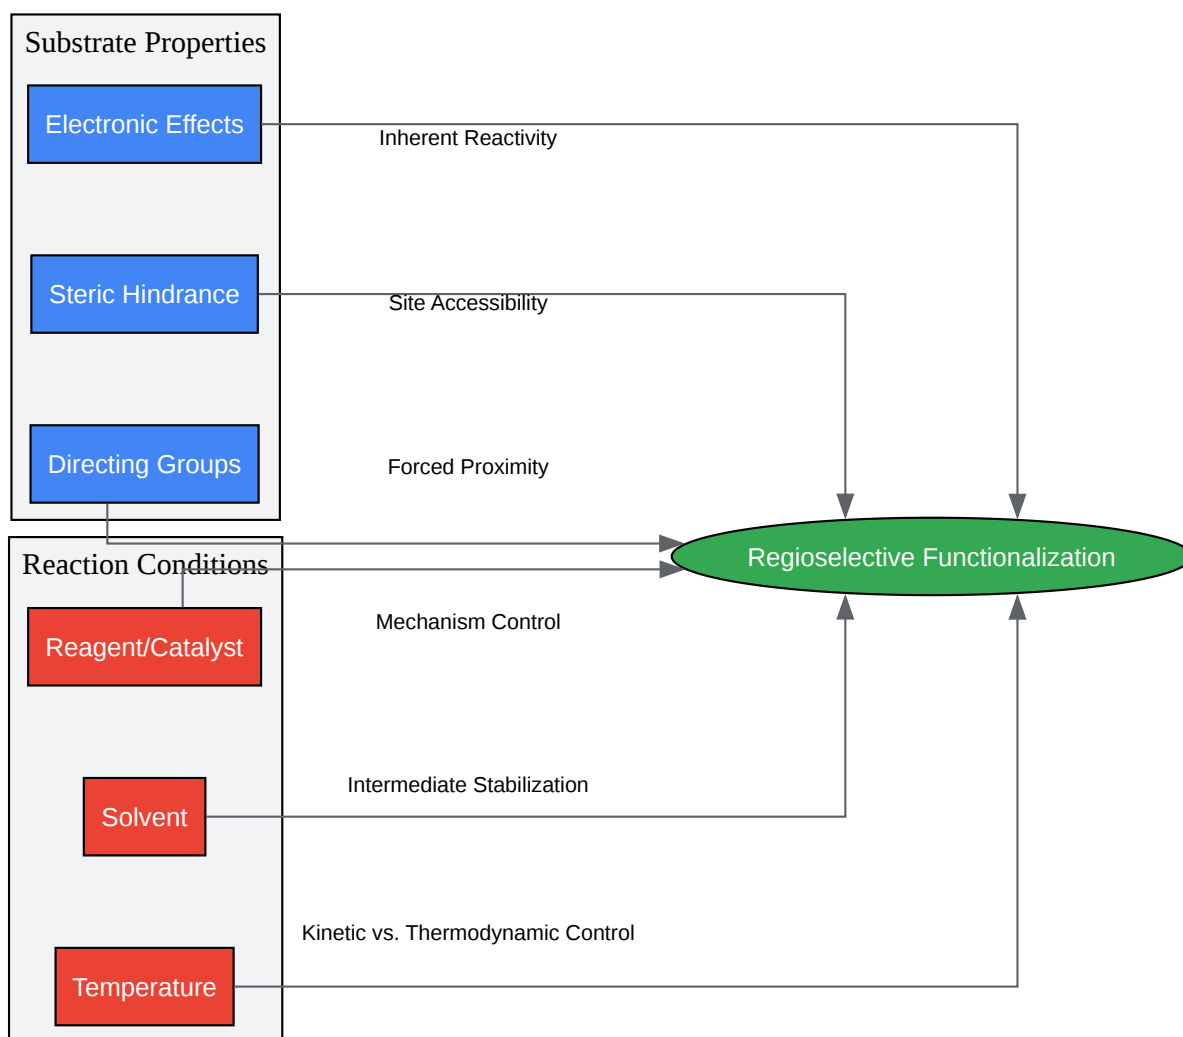 Substrate Properties
Electronic Effects
Inherent Reactivity
Steric Hindrance
Site Accessibility
Directing Groups
Forced Proximity
Regioselective Functionalization
Reaction Conditions
Reagent/Catalyst
Mechanism Control
Solvent
Intermediate Stabilization
Temperature
Kinetic vs. Thermodynamic Control